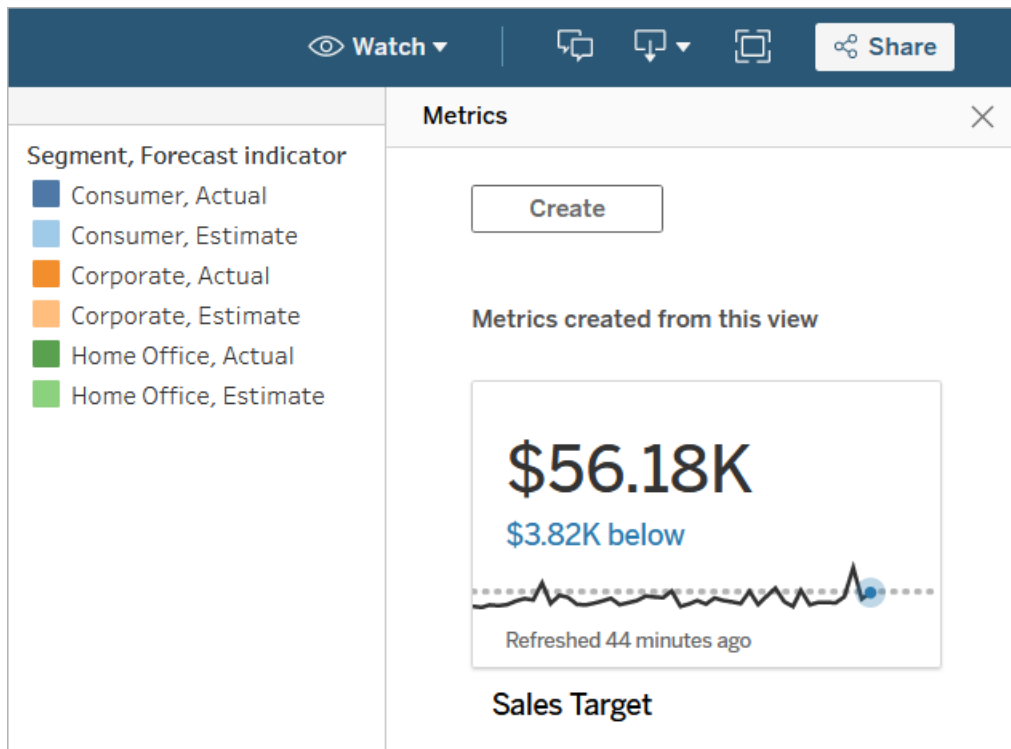 Watch
Share
Metrics
Segment, Forecast indicator
Consumer, Actual
Consumer, Estimate
Corporate, Actual
Corporate, Estimate
Home Office, Actual
Home Office, Estimate
Create
Metrics created from this view
$56.18K
$3.82K below
Refreshed 44 minutes ago
Sales Target